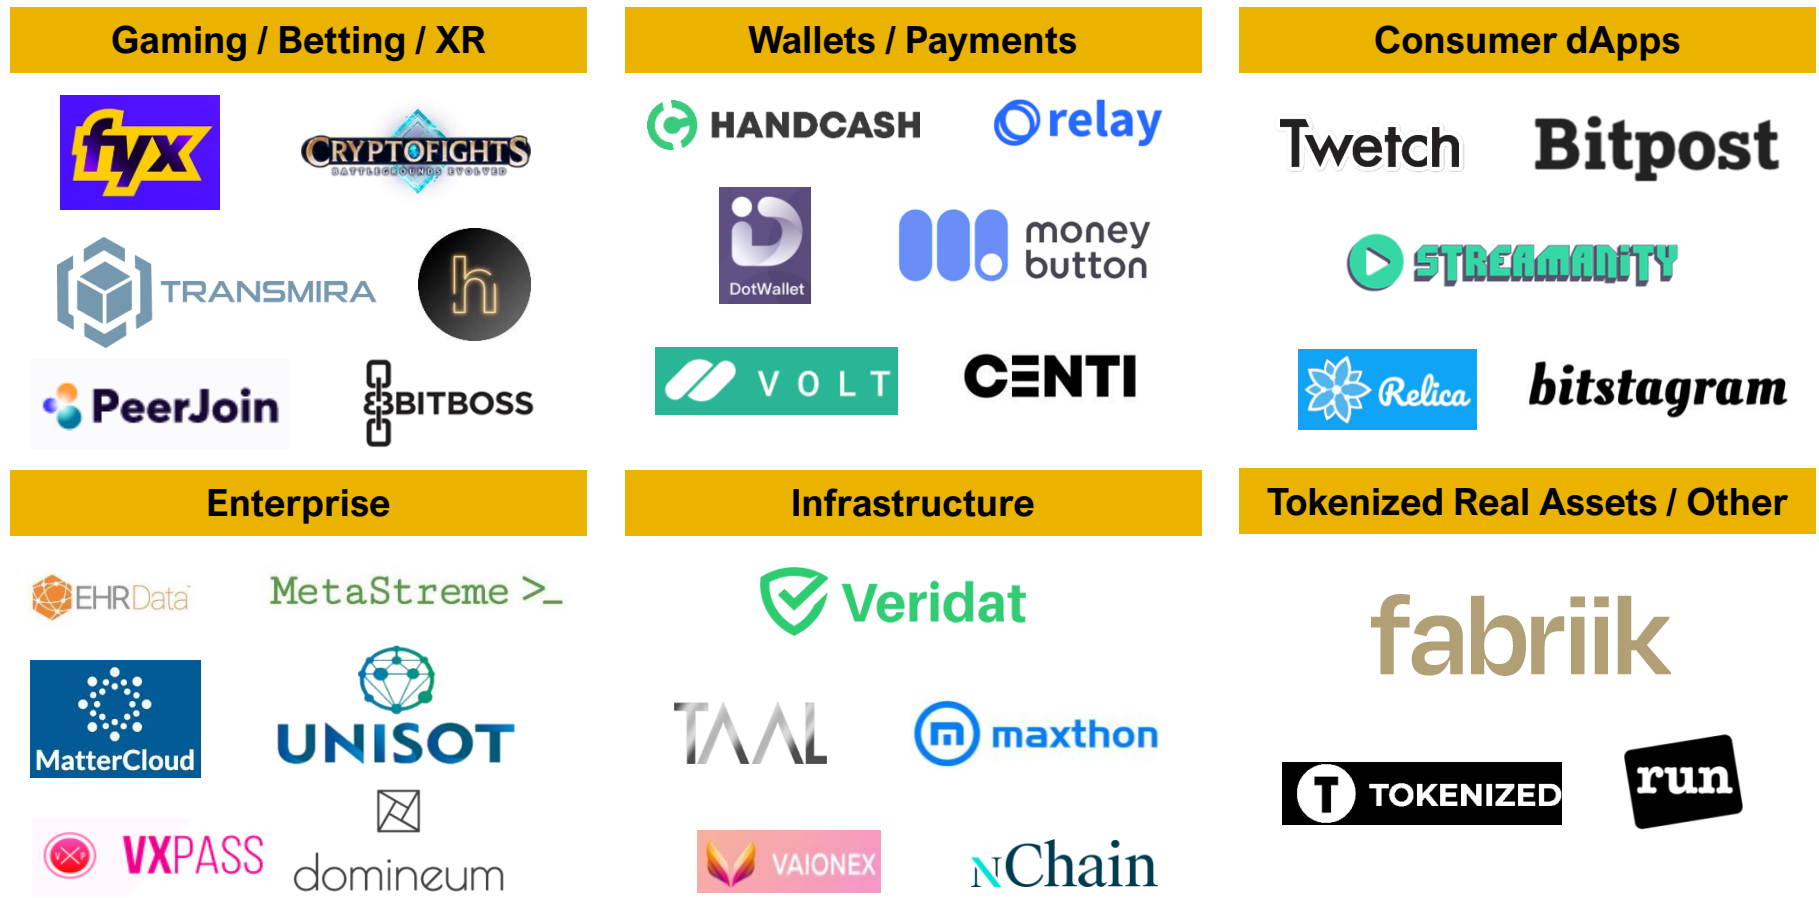 Gaming / Betting / XR
fyx
CRYPTOFIGHTS
BATTLEGROUNDS EVOLVED
TRANSMIRA
h
PeerJoin
BITBOSS
Wallets / Payments
HANDCASH
relay
DotWallet
money
button
VOLT
CENTI
Consumer dApps
Twetch
Bitpost
STREAMANiTY
Relica
bitstagram
Enterprise
EHRData™
MetaStreme >_
MatterCloud
UNISOT
VXP
VXPASS
domineum
Infrastructure
Veridat
TAAL
maxthon
VAIONEX
nChain
Tokenized Real Assets / Other
fabriik
T TOKENIZED
run